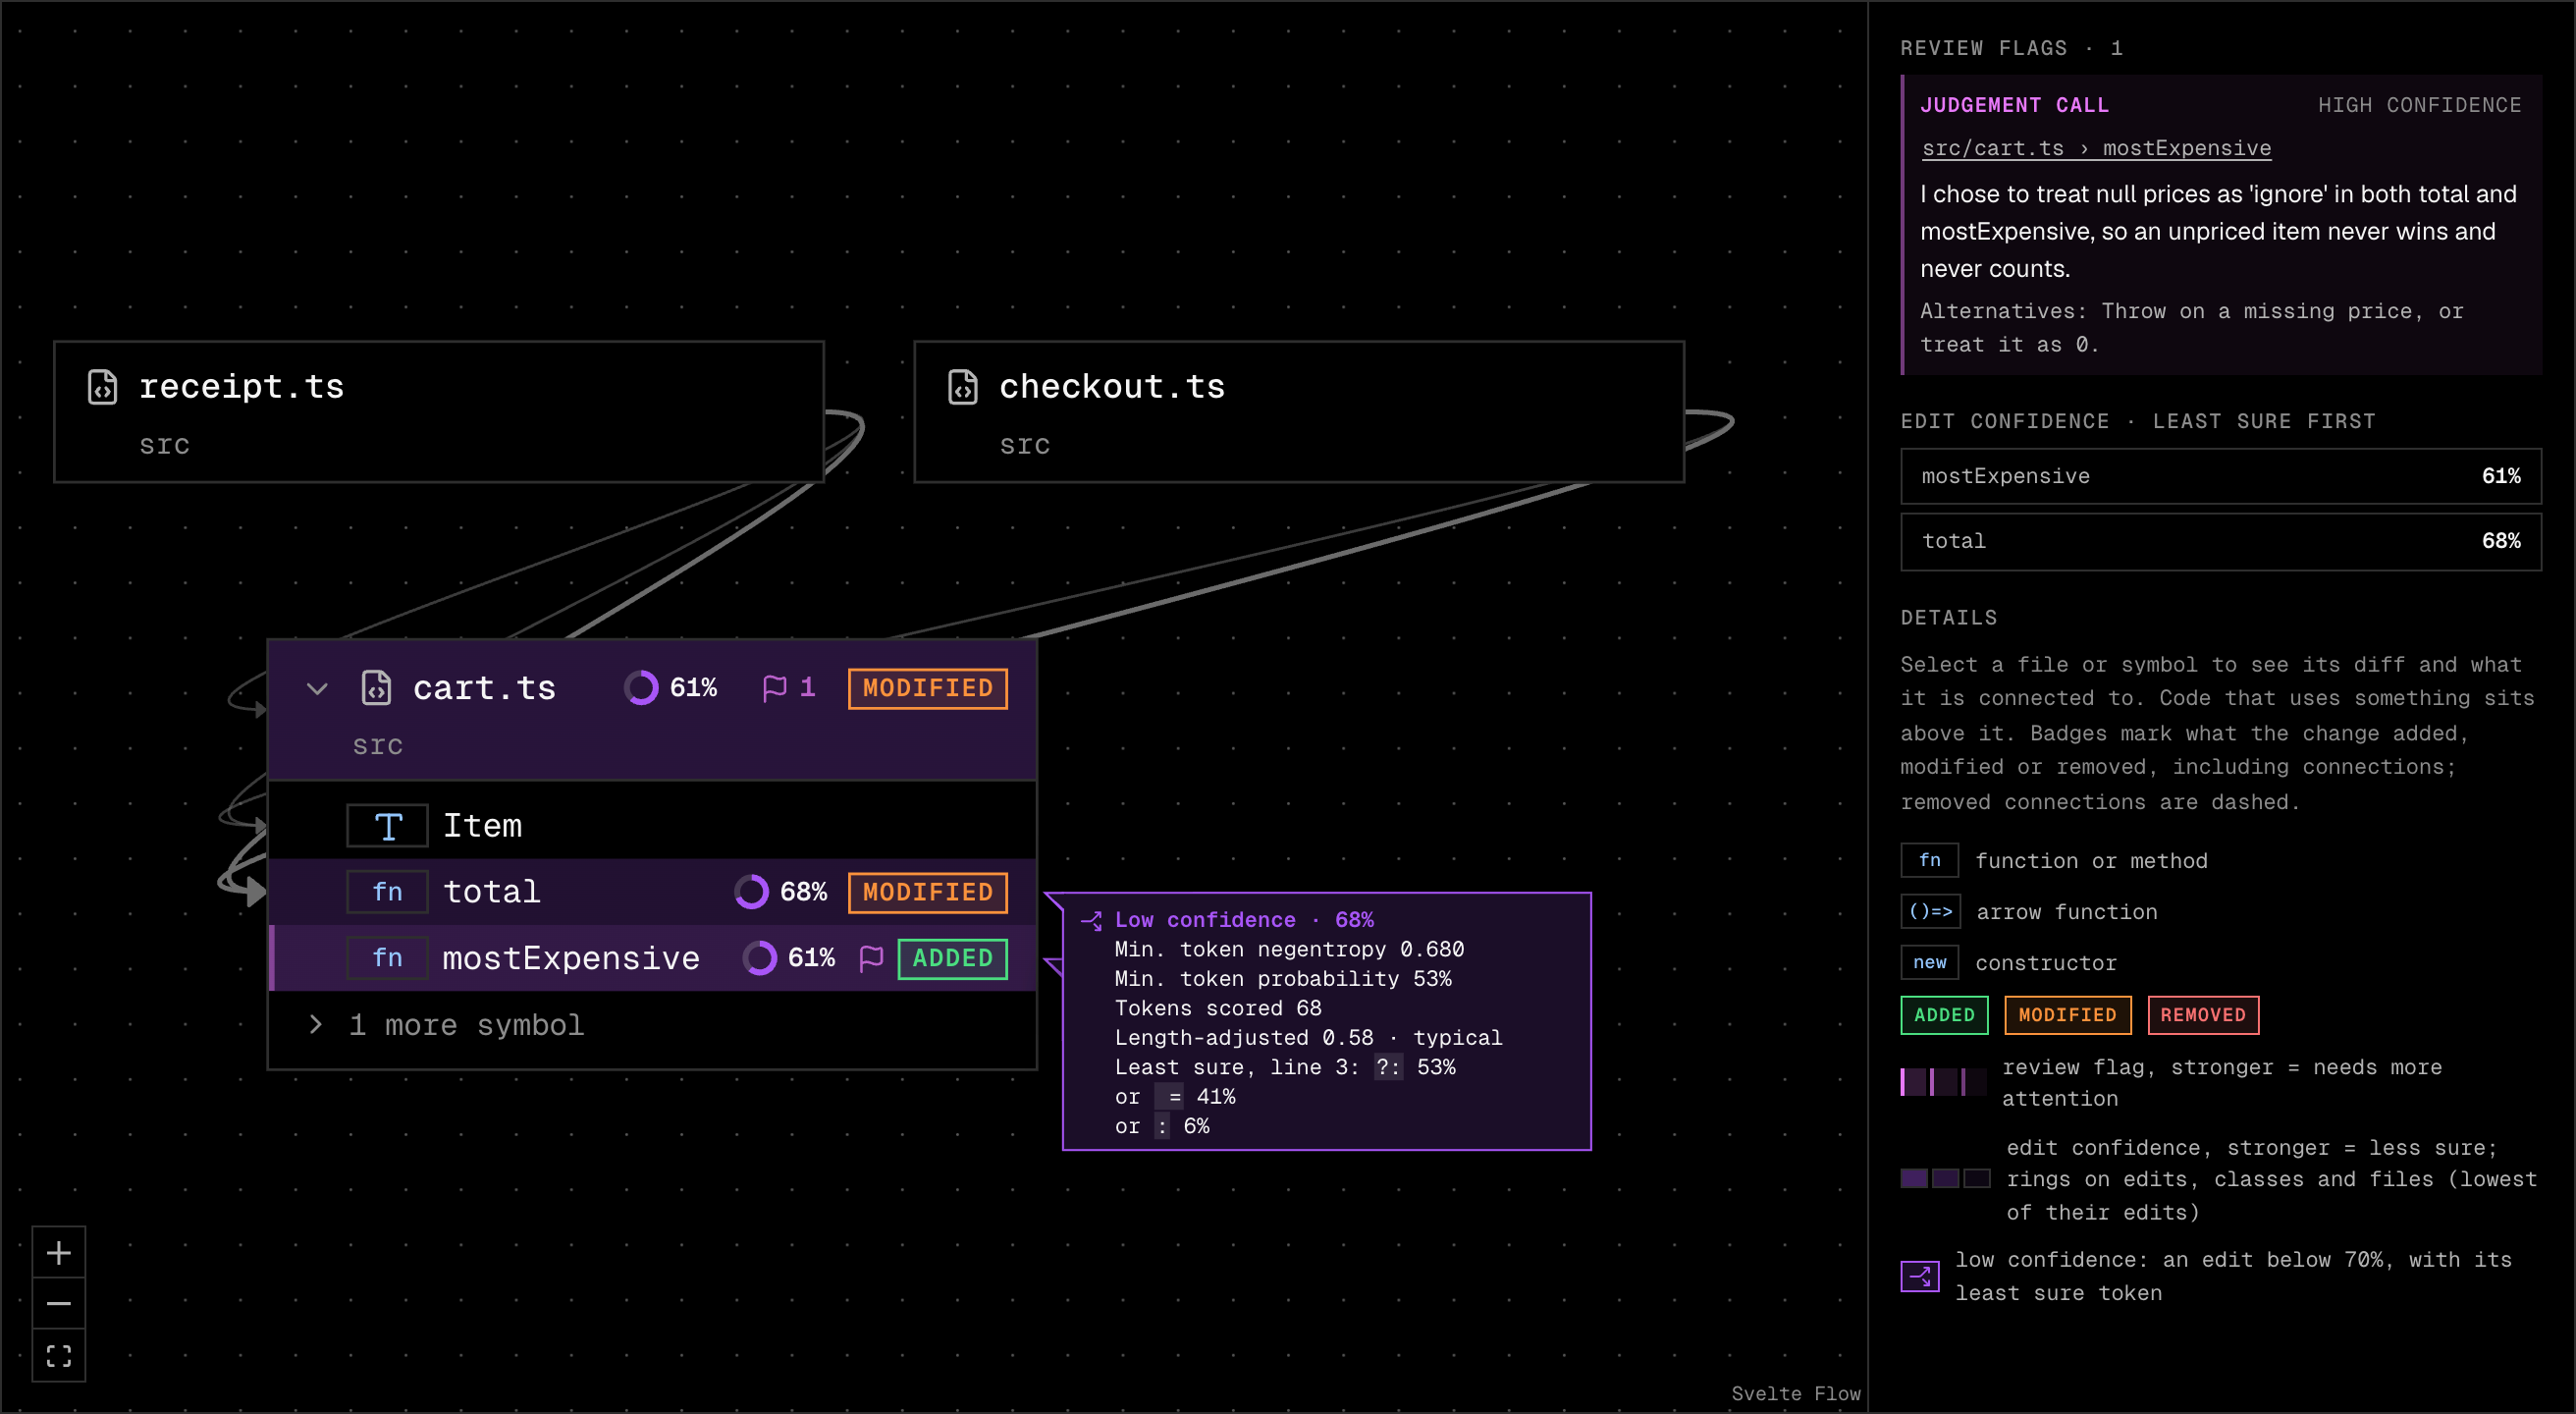 receipt.ts
src
checkout.ts
src
cart.ts 61% 1 MODIFIED
src
T Item
fn total 68% MODIFIED
fn mostExpensive 61% ADDED
1 more symbol
Low confidence · 68%
Min. token negentropy 0.680
Min. token probability 53%
Tokens scored 68
Length-adjusted 0.58 · typical
Least sure, line 3: ?: 53%
or = 41%
or : 6%
Svelte Flow
REVIEW FLAGS · 1
JUDGEMENT CALL HIGH CONFIDENCE
src/cart.ts › mostExpensive
I chose to treat null prices as 'ignore' in both total and
mostExpensive, so an unpriced item never wins and
never counts.
Alternatives: Throw on a missing price, or
treat it as 0.
EDIT CONFIDENCE · LEAST SURE FIRST
mostExpensive 61%
total 68%
DETAILS
Select a file or symbol to see its diff and what
it is connected to. Code that uses something sits
above it. Badges mark what the change added,
modified or removed, including connections;
removed connections are dashed.
fn function or method
()=> arrow function
new constructor
ADDED MODIFIED REMOVED
review flag, stronger = needs more
attention
edit confidence, stronger = less sure;
rings on edits, classes and files (lowest
of their edits)
low confidence: an edit below 70%, with its
least sure token